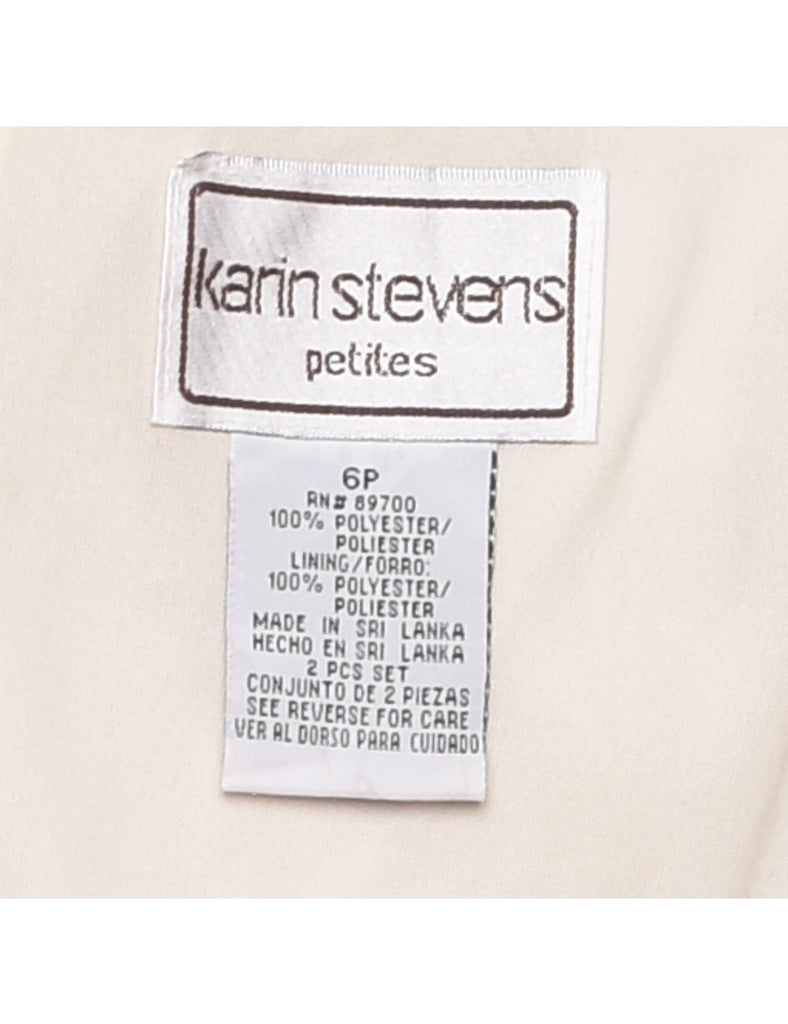 karin stevens
petites
6P
RN# 89700
100% POLYESTER/
POLIESTER
LINING/FORRO:
100% POLYESTER/
POLIESTER
MADE IN SRI LANKA
HECHO EN SRI LANKA
2 PCS SET
CONJUNTO DE 2 PIEZAS
SEE REVERSE FOR CARE
VER AL DORSO PARA CUIDADO